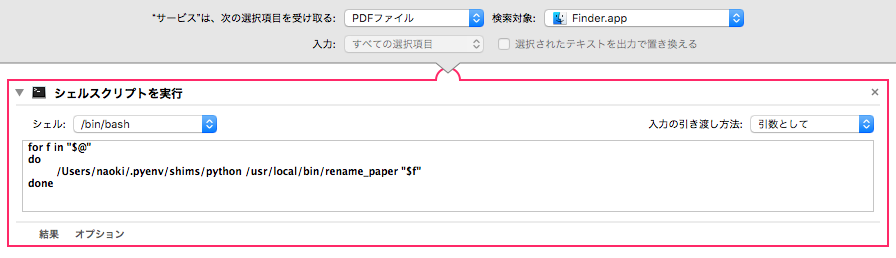 "サービス"は、次の選択項目を受け取る: PDFファイル 検索対象: Finder.app
入力: すべての選択項目 選択されたテキストを出力で置き換える
シェルスクリプトを実行
シェル: /bin/bash 入力の引き渡し方法: 引数として
for f in "$@"
do
/Users/naoki/.pyenv/shims/python /usr/local/bin/rename_paper "$f"
done
結果 オプション